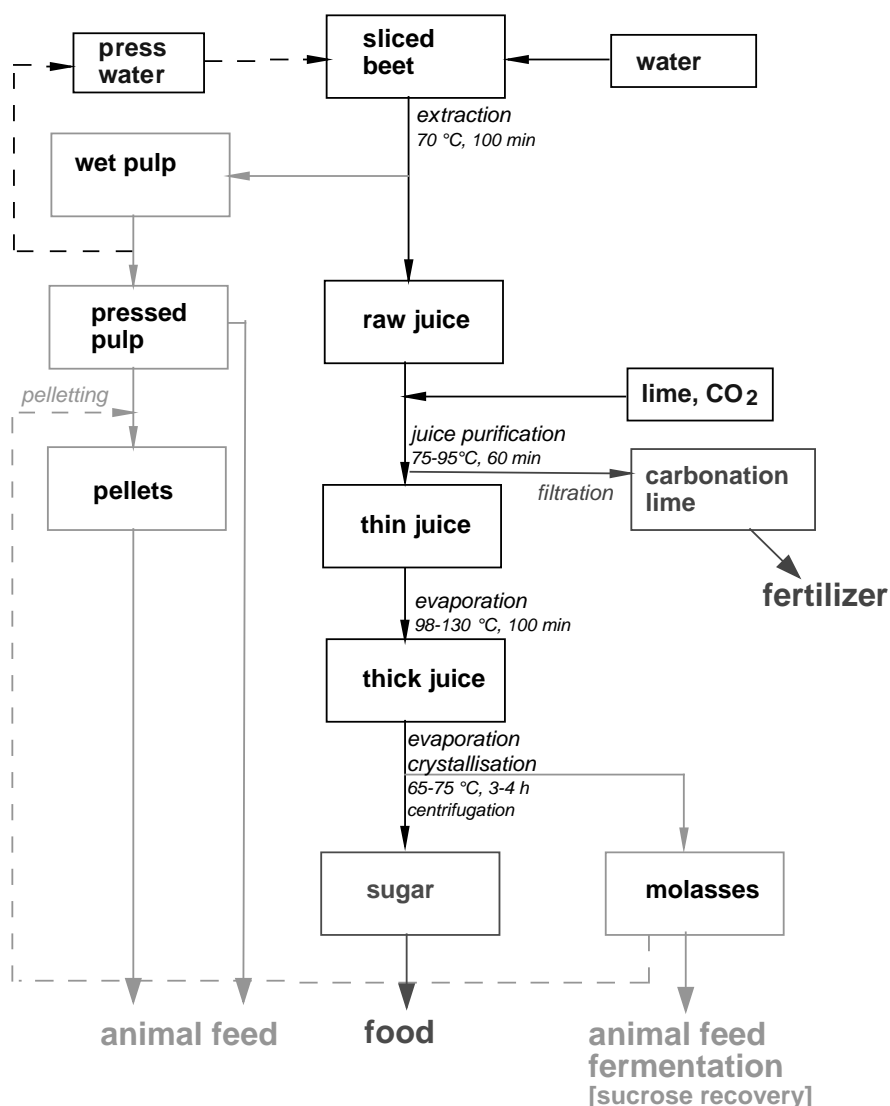 press
water
sliced
beet
water
extraction
70 °C, 100 min
wet pulp
pressed
pulp
raw juice
pelletting
lime, CO2
juice purification
75-95°C, 60 min
filtration
carbonation
lime
pellets
thin juice
fertilizer
evaporation
98-130 °C, 100 min
thick juice
evaporation
crystallisation
65-75 °C, 3-4 h
centrifugation
sugar
molasses
animal feed
food
animal feed
fermentation
[sucrose recovery]